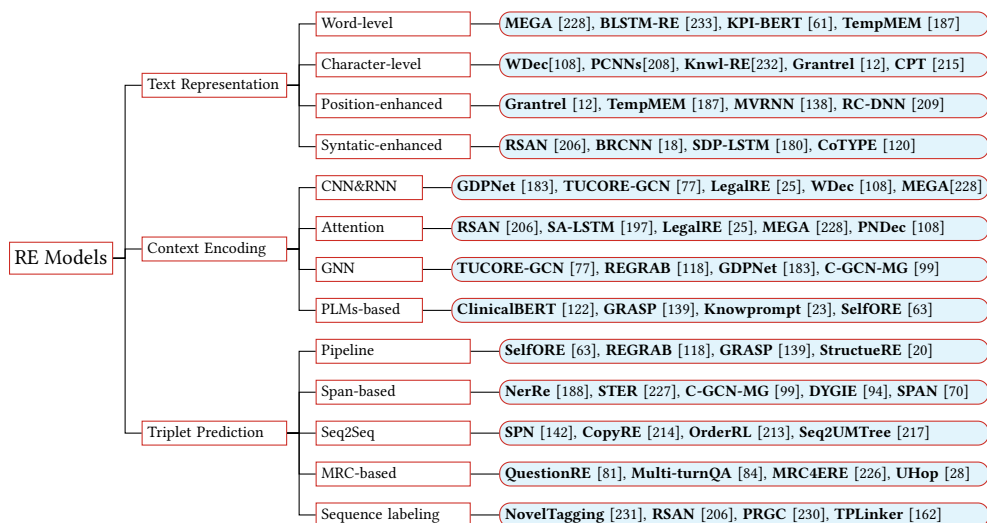 RE Models
Text Representation
Word-level
MEGA [228], BLSTM-RE [233], KPI-BERT [61], TempMEM [187]
Character-level
WDec[108], PCNNs[208], Knwl-RE[232], Grantrel [12], CPT [215]
Position-enhanced
Grantrel [12], TempMEM [187], MVRNN [138], RC-DNN [209]
Syntatic-enhanced
RSAN [206], BRCNN [18], SDP-LSTM [180], CoTYPE [120]
Context Encoding
CNN&RNN
GDPNet [183], TUCORE-GCN [77], LegalRE [25], WDec [108], MEGA[228]
Attention
RSAN [206], SA-LSTM [197], LegalRE [25], MEGA [228], PNDec [108]
GNN
TUCORE-GCN [77], REGRAB [118], GDPNet [183], C-GCN-MG [99]
PLMs-based
ClinicalBERT [122], GRASP [139], Knowprompt [23], SelfORE [63]
Triplet Prediction
Pipeline
SelfORE [63], REGRAB [118], GRASP [139], StructueRE [20]
Span-based
NerRe [188], STER [227], C-GCN-MG [99], DYGIE [94], SPAN [70]
Seq2Seq
SPN [142], CopyRE [214], OrderRL [213], Seq2UMTree [217]
MRC-based
QuestionRE [81], Multi-turnQA [84], MRC4ERE [226], UHop [28]
Sequence labeling
NovelTagging [231], RSAN [206], PRGC [230], TPLinker [162]